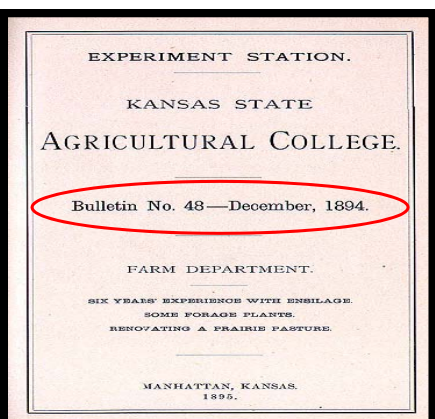 EXPERIMENT STATION.
KANSAS STATE
AGRICULTURAL COLLEGE.
Bulletin No. 48—December, 1894.
FARM DEPARTMENT.
SIX YEARS' EXPERIENCE WITH ENSILAGE.
SOME FORAGE PLANTS.
RENOVATING A PRAIRIE PASTURE.
MANHATTAN, KANSAS.
1895.